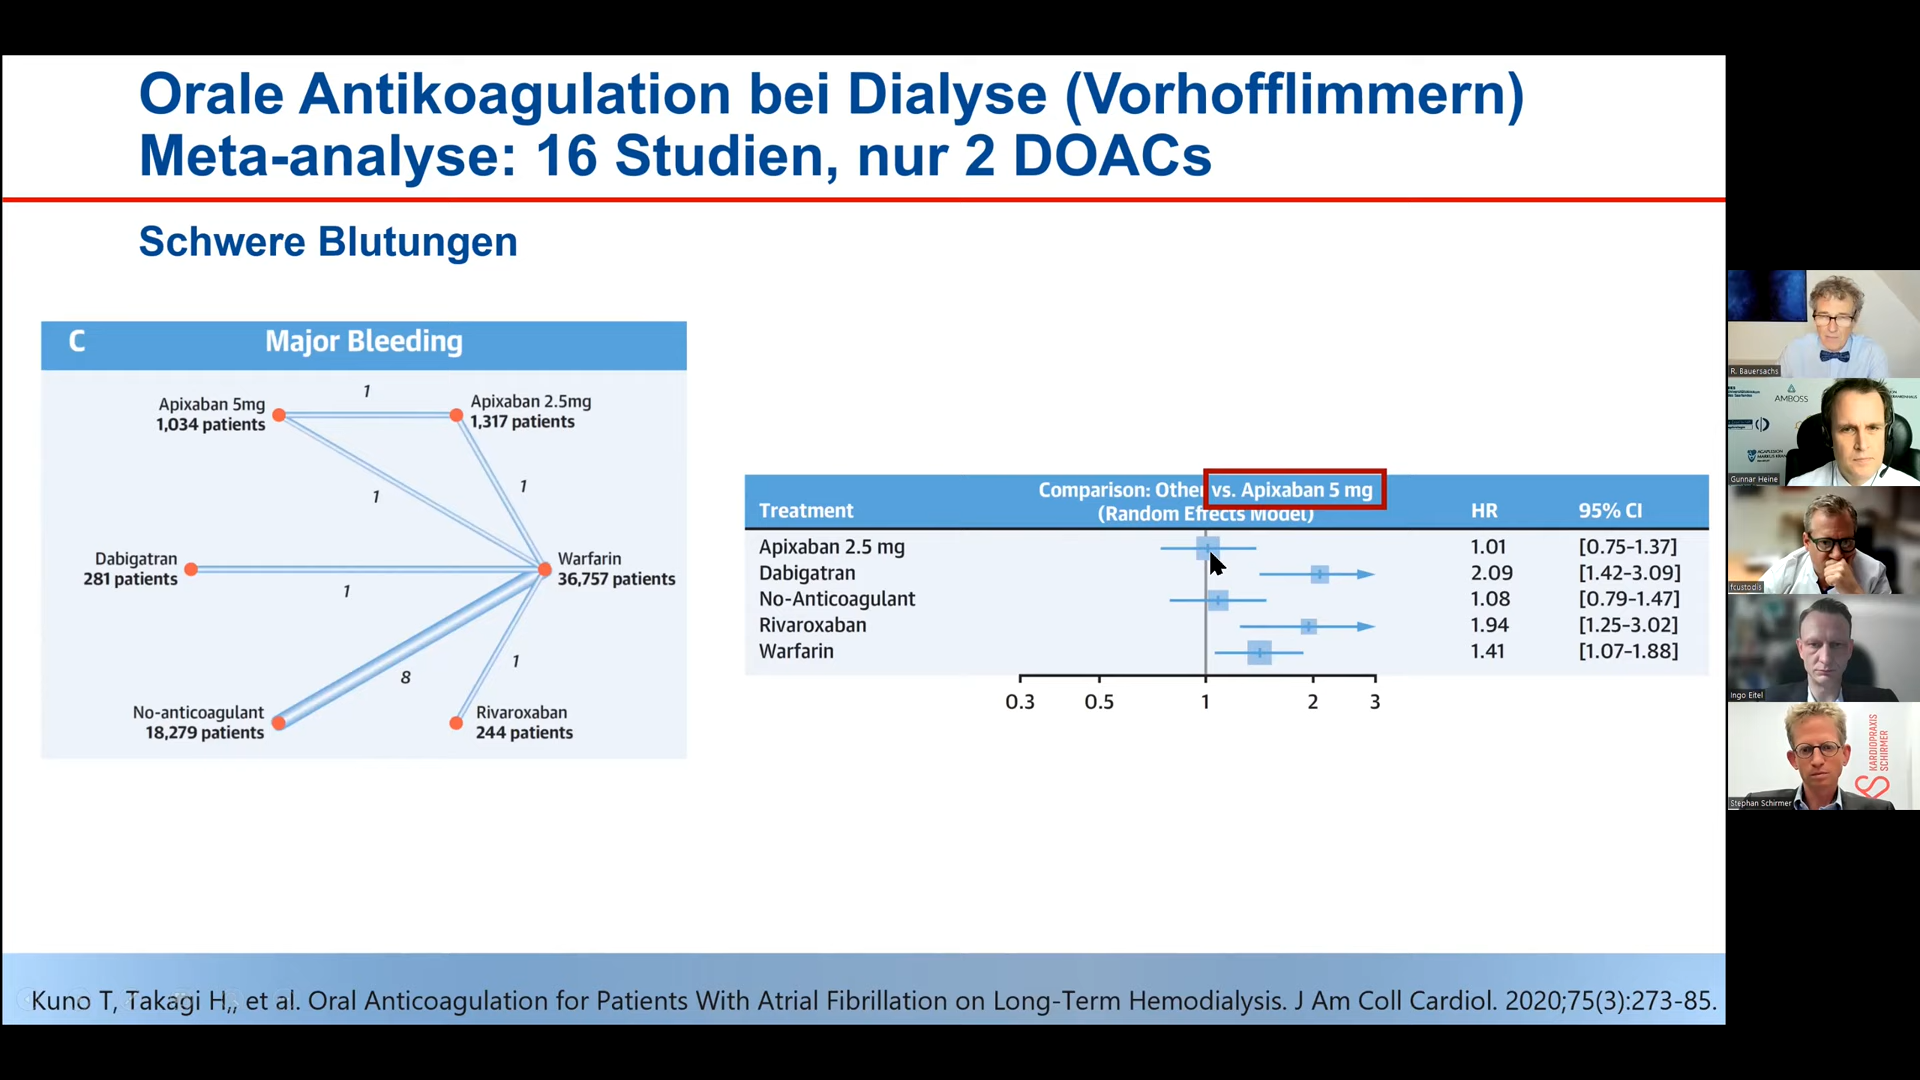 Orale Antikoagulation bei Dialyse (Vorhofflimmern)
Meta-analyse: 16 Studien, nur 2 DOACs
Schwere Blutungen
C Major Bleeding
1
Apixaban 5mg
1,034 patients
Apixaban 2.5mg
1,317 patients
1
1
Dabigatran
281 patients
Warfarin
36,757 patients
1
1
8
No-anticoagulant
18,279 patients
Rivaroxaban
244 patients
Treatment
Comparison: Other vs. Apixaban 5 mg
(Random Effects Model)
HR
95% CI
Apixaban 2.5 mg 1.01 [0.75-1.37]
Dabigatran 2.09 [1.42-3.09]
No-Anticoagulant 1.08 [0.79-1.47]
Rivaroxaban 1.94 [1.25-3.02]
Warfarin 1.41 [1.07-1.88]
0.3 0.5 1 2 3
Kuno T, Takagi H,, et al. Oral Anticoagulation for Patients With Atrial Fibrillation on Long-Term Hemodialysis. J Am Coll Cardiol. 2020;75(3):273-85.
R. Bauersachs
AMBOSS
Gunnar Heine
fcustodis
Ingo Eitel
KARDIOPRAXIS
SCHIRMER
Stephan Schirmer